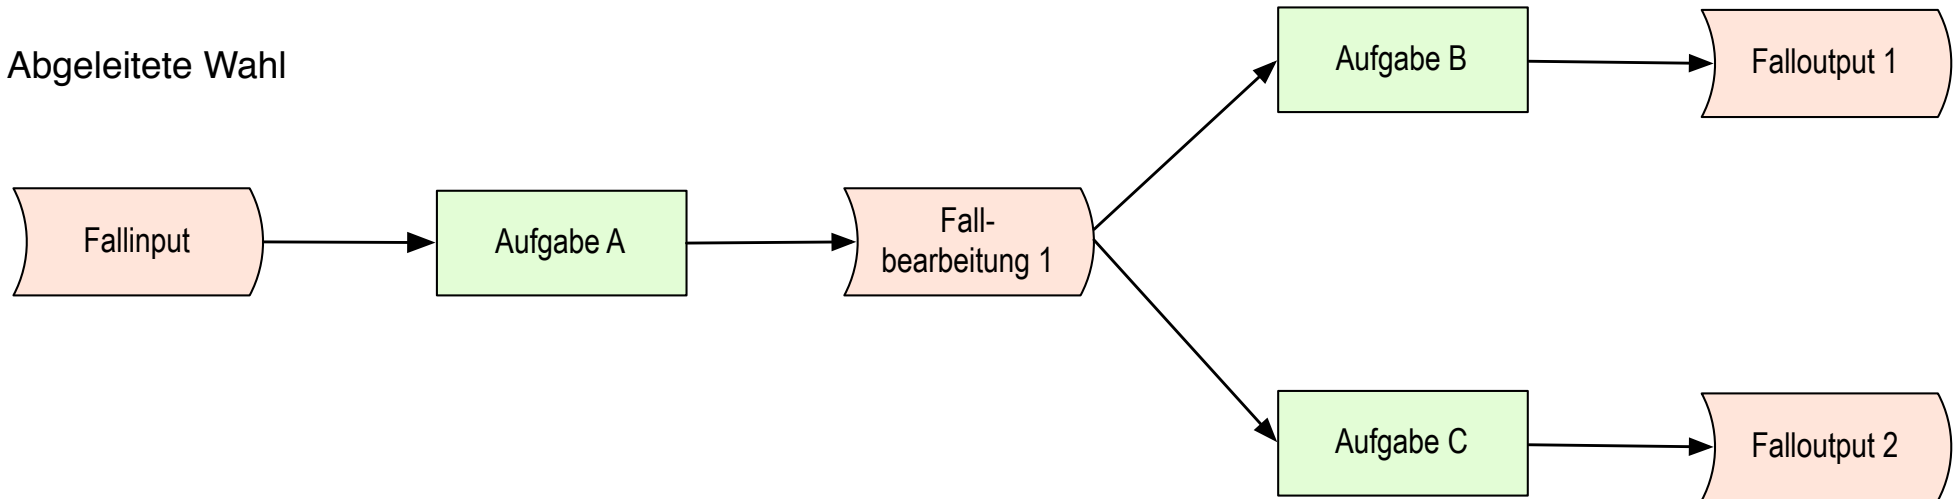 Abgeleitete Wahl
Fallinput
Aufgabe A
Fall-
bearbeitung 1
Aufgabe B
Falloutput 1
Aufgabe C
Falloutput 2